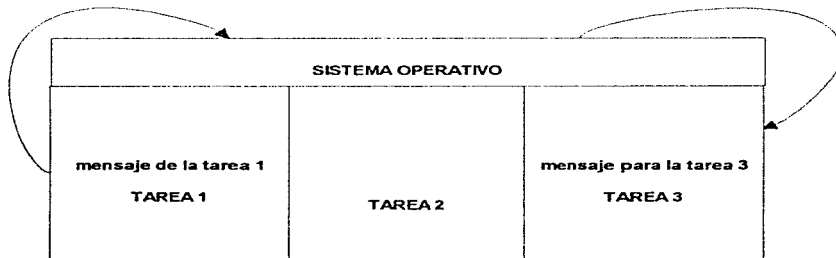 SISTEMA OPERATIVO
mensaje de la tarea 1
TAREA 1
TAREA 2
mensaje para la tarea 3
TAREA 3